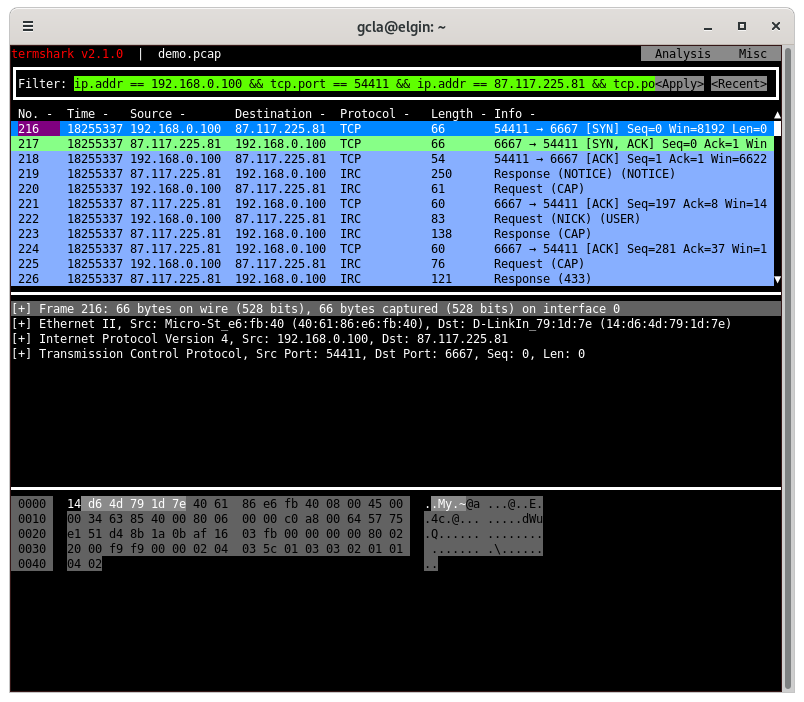 gcla@elgin: ~
termshark v2.1.0 | demo.pcap Analysis Misc
Filter: ip.addr == 192.168.0.100 && tcp.port == 54411 && ip.addr == 87.117.225.81 && tcp.po<Apply> <Recent>
No. - Time - Source - Destination - Protocol - Length - Info -
216 18255337 192.168.0.100 87.117.225.81 TCP 66 54411 → 6667 [SYN] Seq=0 Win=8192 Len=0
217 18255337 87.117.225.81 192.168.0.100 TCP 66 6667 → 54411 [SYN, ACK] Seq=0 Ack=1 Win
218 18255337 192.168.0.100 87.117.225.81 TCP 54 54411 → 6667 [ACK] Seq=1 Ack=1 Win=6622
219 18255337 87.117.225.81 192.168.0.100 IRC 250 Response (NOTICE) (NOTICE)
220 18255337 192.168.0.100 87.117.225.81 IRC 61 Request (CAP)
221 18255337 87.117.225.81 192.168.0.100 TCP 60 6667 → 54411 [ACK] Seq=197 Ack=8 Win=14
222 18255337 192.168.0.100 87.117.225.81 IRC 83 Request (NICK) (USER)
223 18255337 87.117.225.81 192.168.0.100 IRC 138 Response (CAP)
224 18255337 87.117.225.81 192.168.0.100 TCP 60 6667 → 54411 [ACK] Seq=281 Ack=37 Win=1
225 18255337 192.168.0.100 87.117.225.81 IRC 76 Request (CAP)
226 18255337 87.117.225.81 192.168.0.100 IRC 121 Response (433)
[+] Frame 216: 66 bytes on wire (528 bits), 66 bytes captured (528 bits) on interface 0
[+] Ethernet II, Src: Micro-St_e6:fb:40 (40:61:86:e6:fb:40), Dst: D-LinkIn_79:1d:7e (14:d6:4d:79:1d:7e)
[+] Internet Protocol Version 4, Src: 192.168.0.100, Dst: 87.117.225.81
[+] Transmission Control Protocol, Src Port: 54411, Dst Port: 6667, Seq: 0, Len: 0
0000 14 d6 4d 79 1d 7e 40 61 86 e6 fb 40 08 00 45 00 ..My.~@a ...@..E.
0010 00 34 63 85 40 00 80 06 00 00 c0 a8 00 64 57 75 .4c.@... .....dWu
0020 e1 51 d4 8b 1a 0b af 16 03 fb 00 00 00 00 80 02 .Q...... ........
0030 20 00 f9 f9 00 00 02 04 03 5c 01 03 03 02 01 01 ....... .\......
0040 04 02 ..